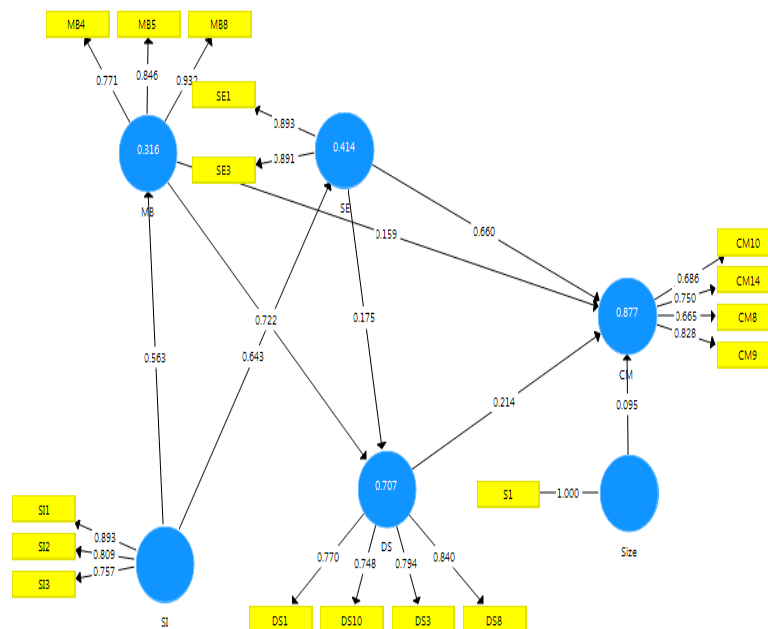 MB4 MB5 MB8
0.771 0.846
SE1
0.893
0.316 0.414
SE3 0.891
MB SE
0.159 0.660
CM10
0.686
CM14
0.750
0.877 0.665 CM8
0.828
CM9
0.722 0.175
0.563 0.643
CM
0.095
0.214
0.707
S1 1.000
SI1
0.893
SI2 0.809
0.757
SI3
DS
Size
0.770 0.748 0.794 0.840
SI
DS1 DS10 DS3 DS8